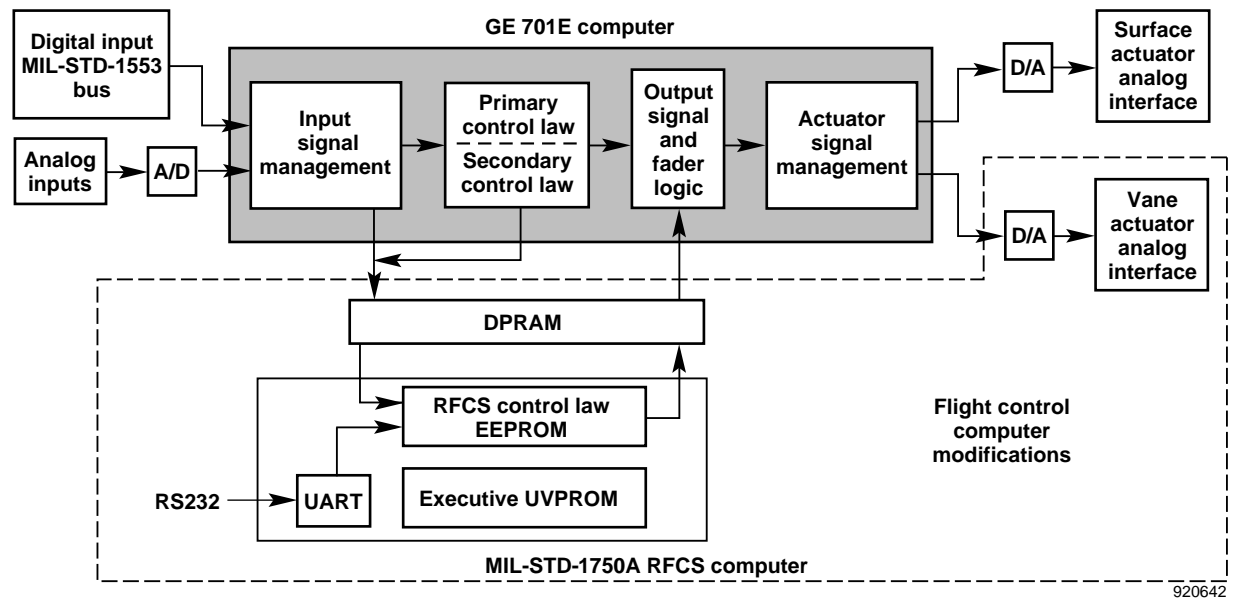 GE 701E computer
Digital input
MIL-STD-1553
bus
Analog
inputs
A/D
Input
signal
management
Primary
control law
Secondary
control law
Output
signal
and
fader
logic
Actuator
signal
management
D/A
Surface
actuator
analog
interface
D/A
Vane
actuator
analog
interface
DPRAM
RFCS control law
EEPROM
RS232
UART
Executive UVPROM
Flight control
computer
modifications
MIL-STD-1750A RFCS computer
920642